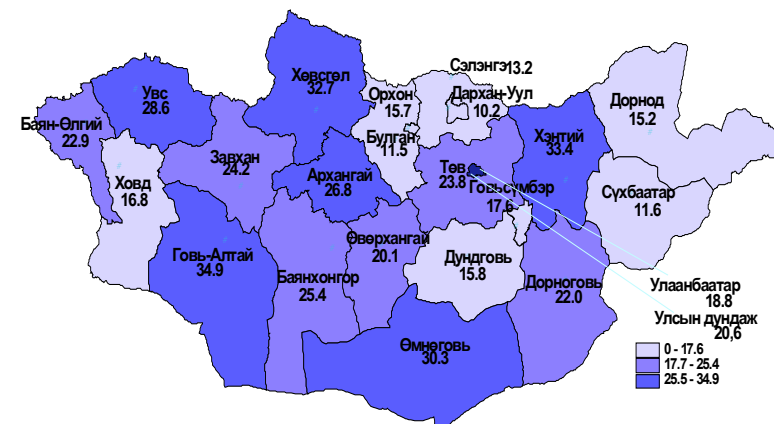 Сэлэнгэ13.2
Хөвсгөл
32.7
Дорнод
15.2
Увс
28.6
Орхон
15.7
Дархан-Уул
10.2
Баян-Өлгий
22.9
Булган
11.5
Хэнтий
33.4
Завхан
24.2
Төв
23.8
Архангай
26.8
Ховд
16.8
Говьсүмбэр
17.6
Сүхбаатар
11.6
Өвөрхангай
20.1
Говь-Алтай
34.9
Дундговь
15.8
Баянхонгор
25.4
Дорноговь
22.0
Улаанбаатар
18.8
Улсын дундаж
20,6
Өмнөговь
30.3
0 - 17.6
17.7 - 25.4
25.5 - 34.9